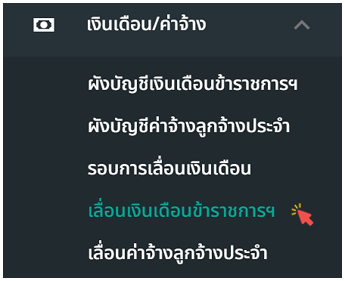 เงินเดือน/ค่าจ้าง
ผังบัญชีเงินเดือนข้าราชการฯ
ผังบัญชีค่าจ้างลูกจ้างประจำ
รอบการเลื่อนเงินเดือน
เลื่อนเงินเดือนข้าราชการฯ
เลื่อนค่าจ้างลูกจ้างประจำ